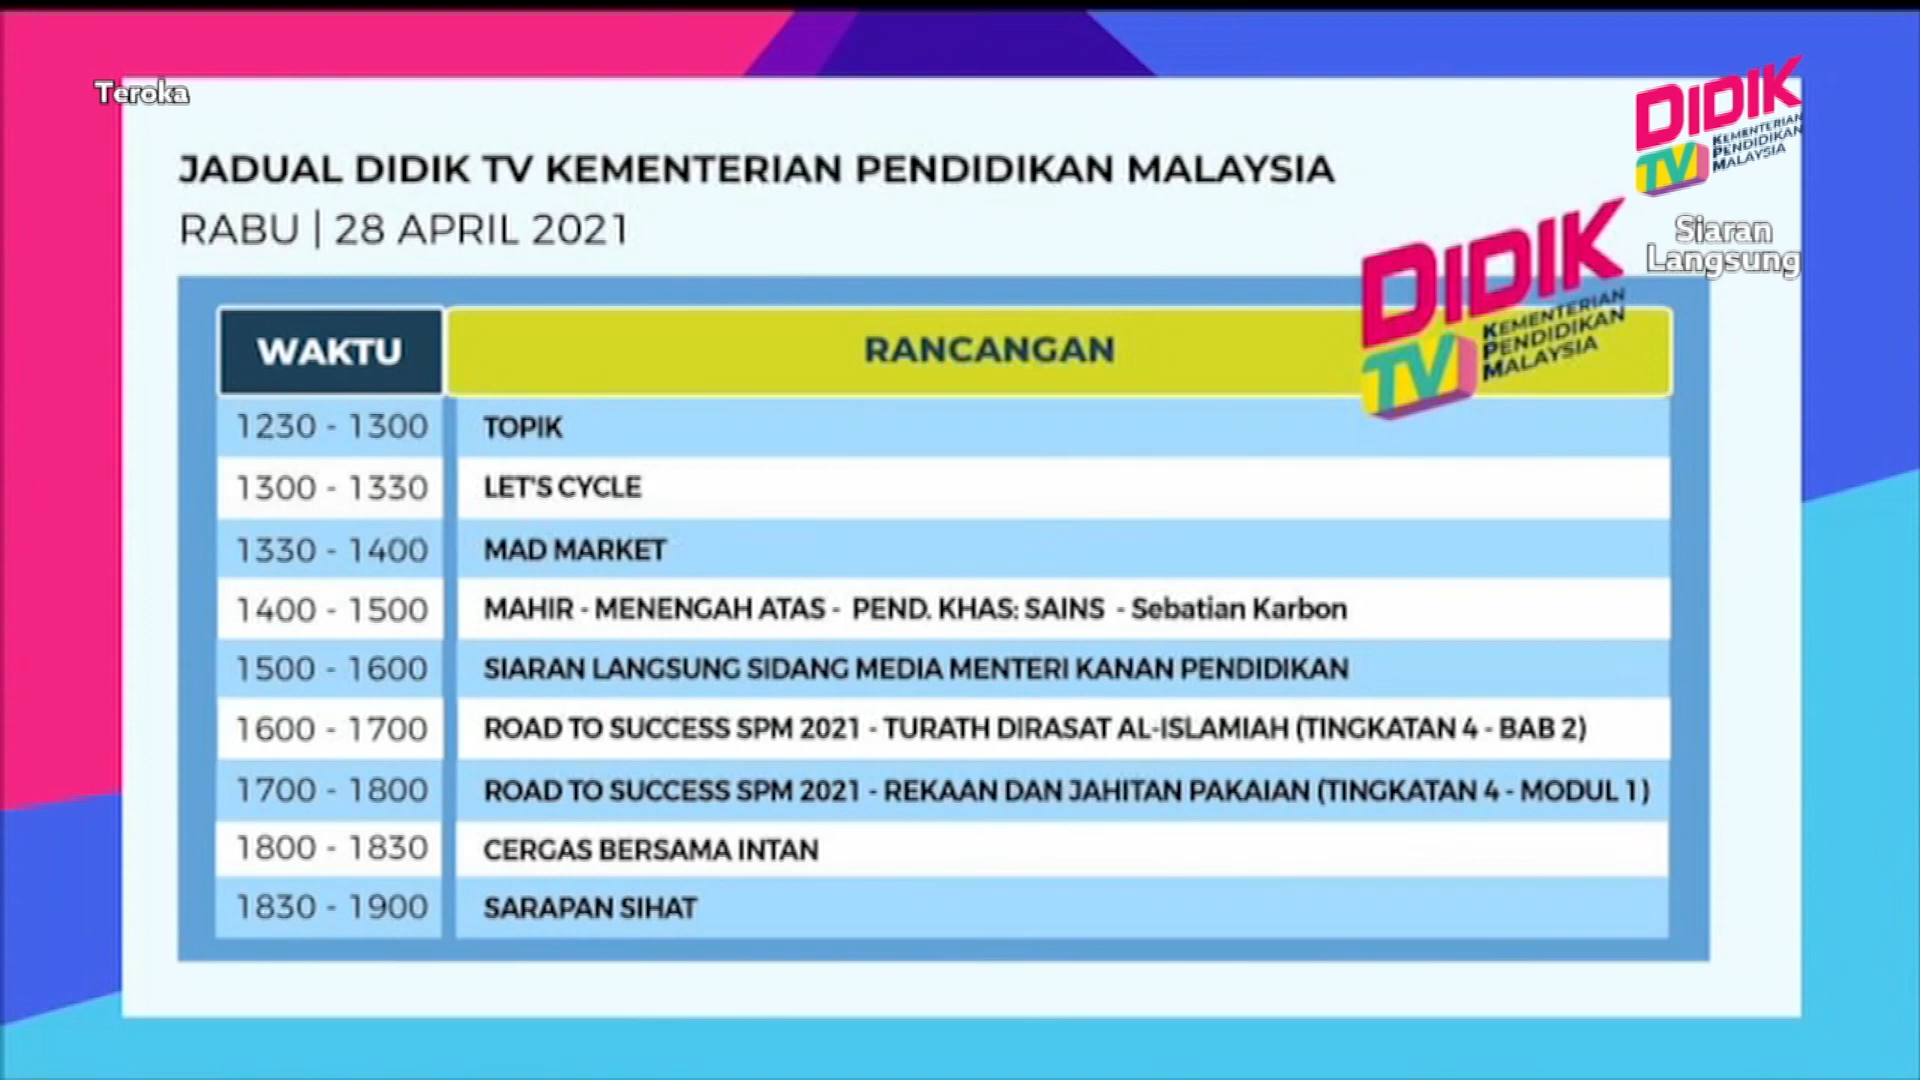 Teroka
DIDIK
TV KEMENTERIAN
PENDIDIKAN
MALAYSIA
Siaran
Langsung
JADUAL DIDIK TV KEMENTERIAN PENDIDIKAN MALAYSIA
RABU | 28 APRIL 2021
DIDIK
TV KEMENTERIAN
PENDIDIKAN
MALAYSIA
WAKTU RANCANGAN
1230 - 1300 TOPIK
1300 - 1330 LET'S CYCLE
1330 - 1400 MAD MARKET
1400 - 1500 MAHIR - MENENGAH ATAS - PEND. KHAS: SAINS - Sebatian Karbon
1500 - 1600 SIARAN LANGSUNG SIDANG MEDIA MENTERI KANAN PENDIDIKAN
1600 - 1700 ROAD TO SUCCESS SPM 2021 - TURATH DIRASAT AL-ISLAMIAH (TINGKATAN 4 - BAB 2)
1700 - 1800 ROAD TO SUCCESS SPM 2021 - REKAAN DAN JAHITAN PAKAIAN (TINGKATAN 4 - MODUL 1)
1800 - 1830 CERGAS BERSAMA INTAN
1830 - 1900 SARAPAN SIHAT